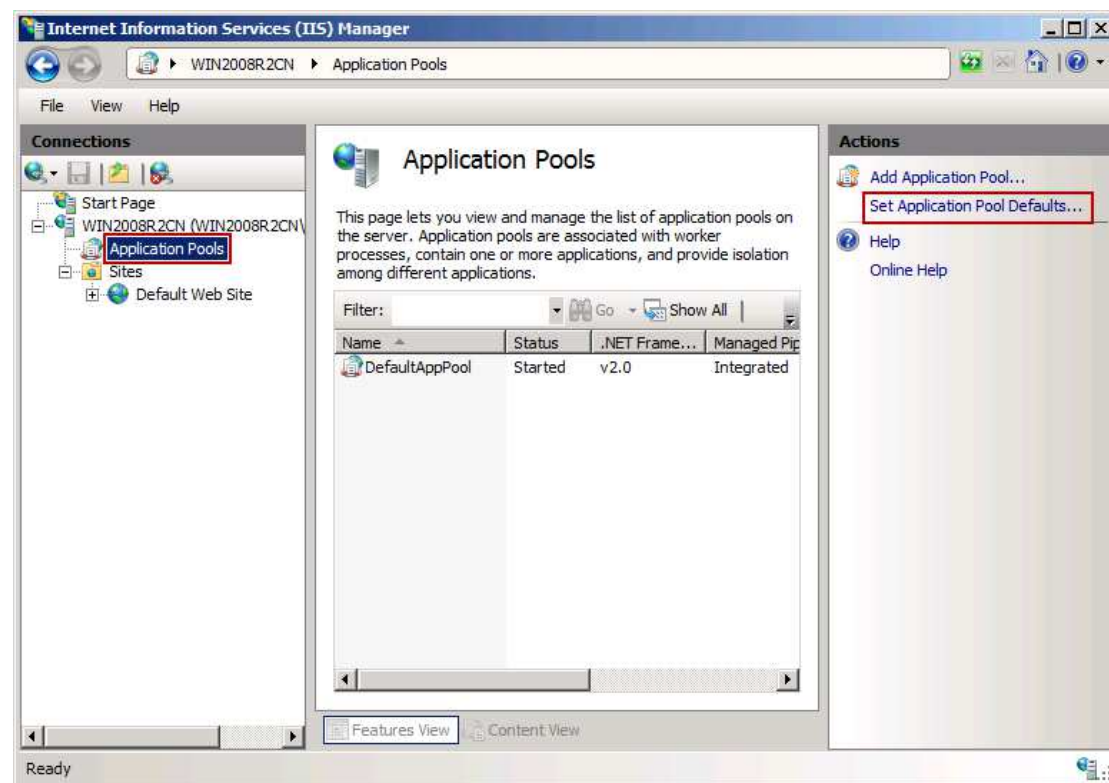 Internet Information Services (IIS) Manager
WIN2008R2CN Application Pools
File View Help
Connections
Start Page
WIN2008R2CN (WIN2008R2CN\
Application Pools
Sites
Default Web Site
Application Pools
This page lets you view and manage the list of application pools on
the server. Application pools are associated with worker
processes, contain one or more applications, and provide isolation
among different applications.
Filter: Go Show All
Name Status .NET Frame... Managed Pip
DefaultAppPool Started v2.0 Integrated
Features View Content View
Actions
Add Application Pool...
Set Application Pool Defaults...
Help
Online Help
Ready